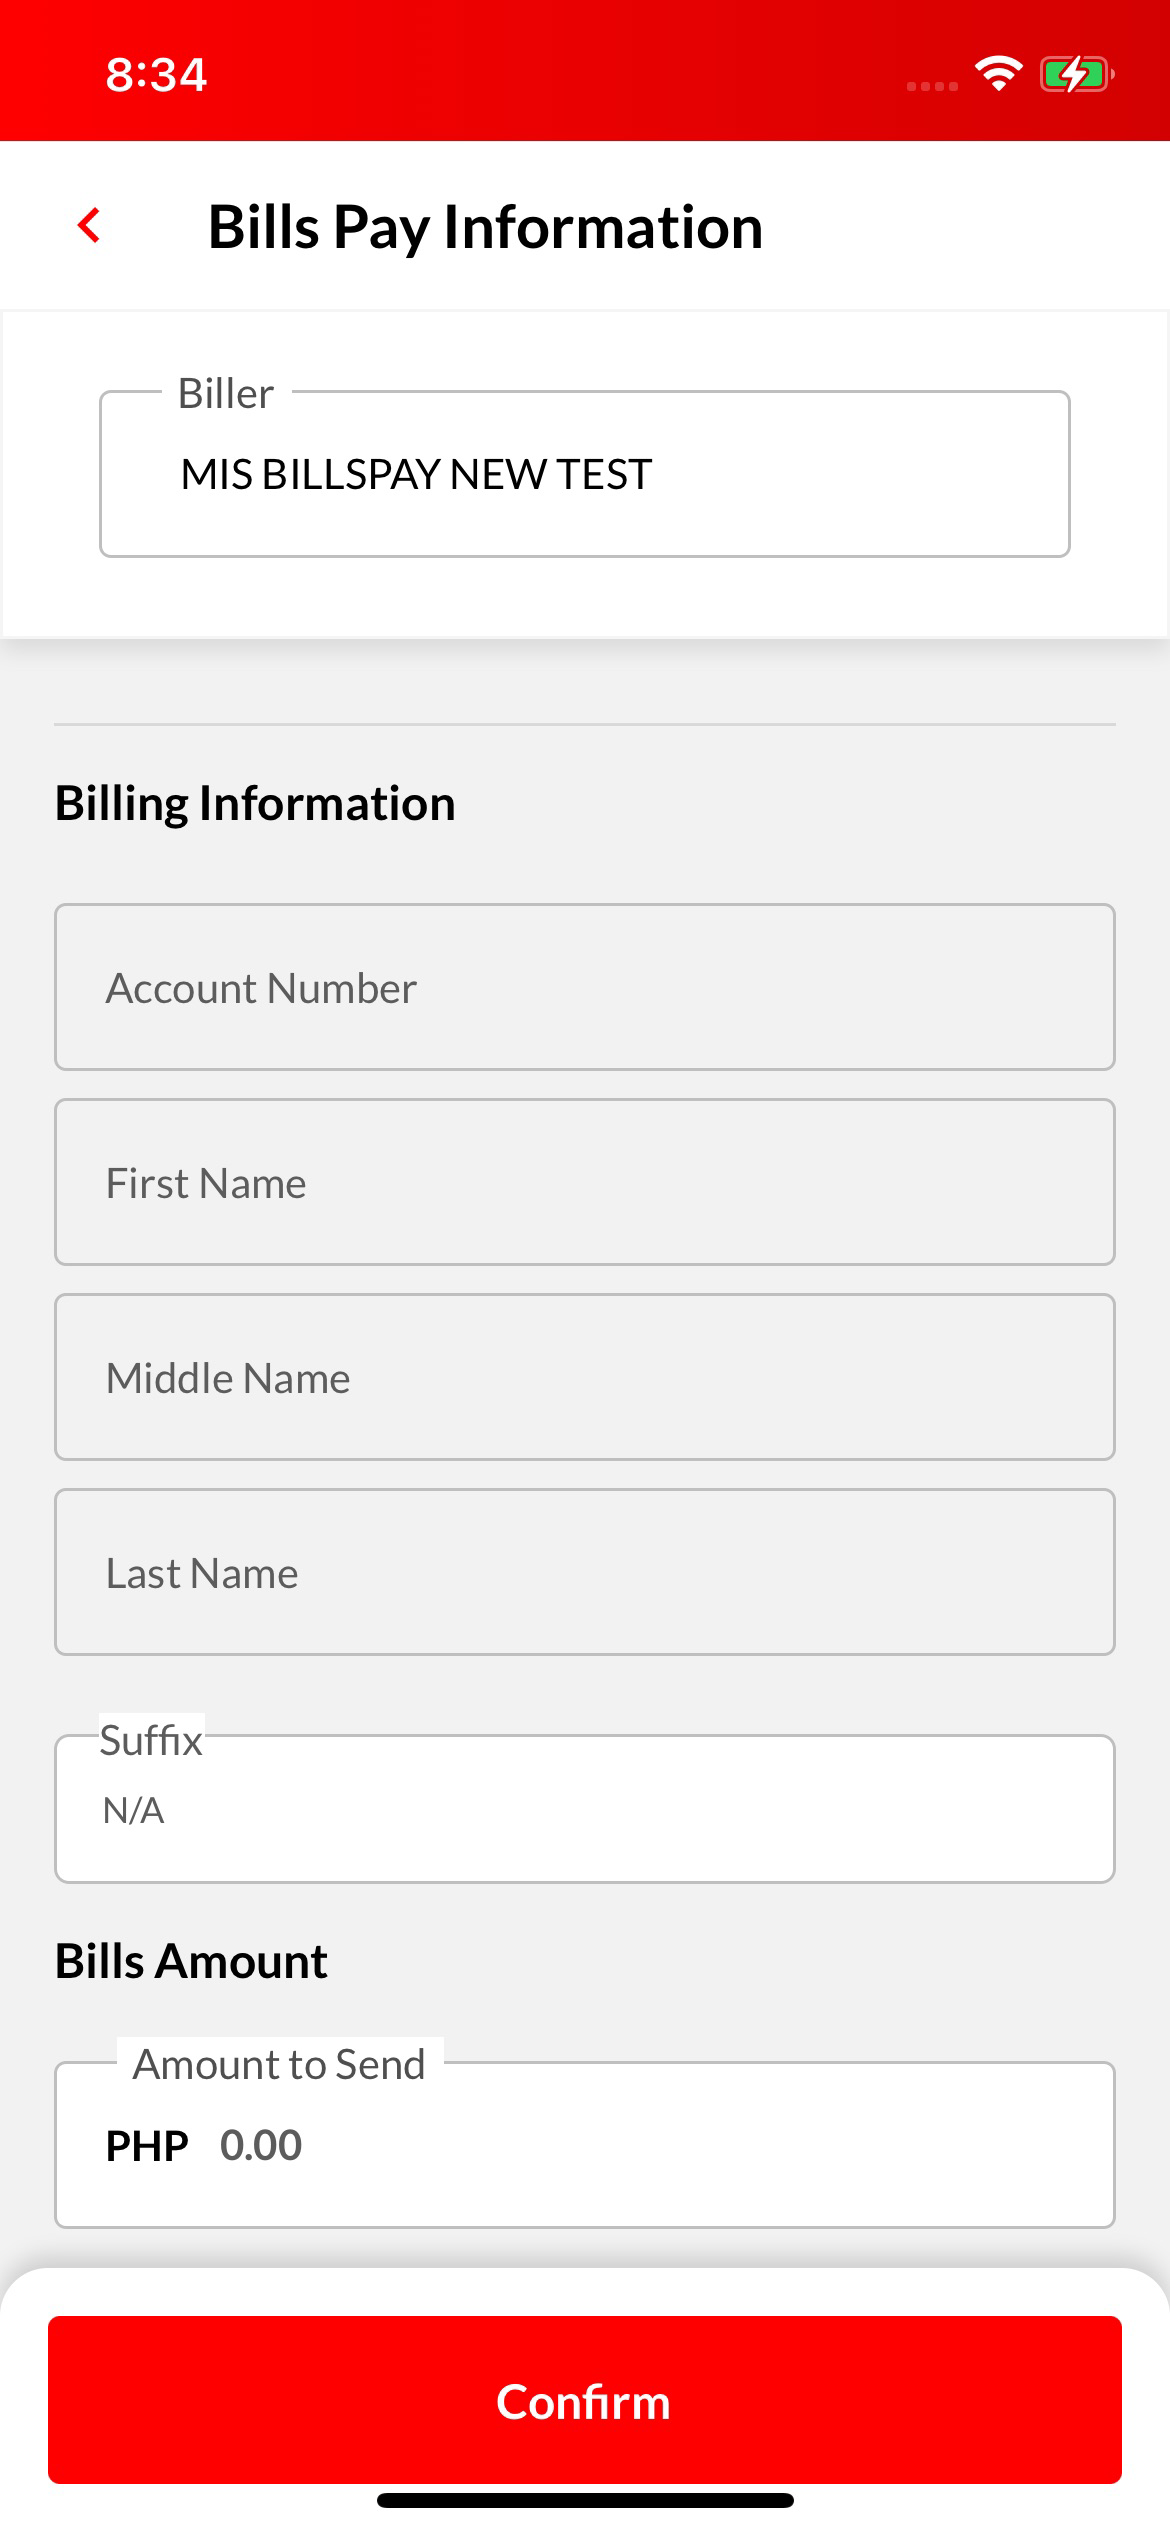 8:34
Bills Pay Information
Biller
MIS BILLSPAY NEW TEST
Billing Information
Account Number
First Name
Middle Name
Last Name
Suffix
N/A
Bills Amount
Amount to Send
PHP 0.00
Confirm